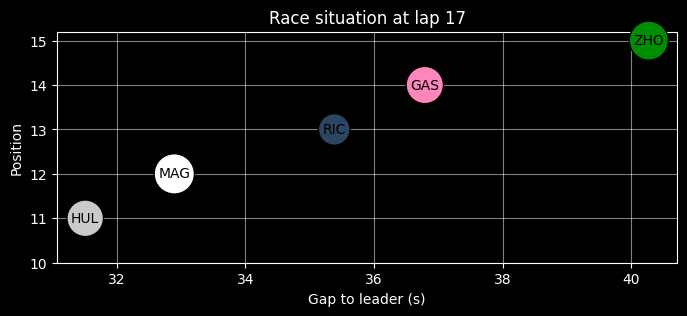 Race situation at lap 17
15
14
13
12
11
10
Position
ZHO
GAS
RIC
MAG
HUL
32
34
36
38
40
Gap to leader (s)